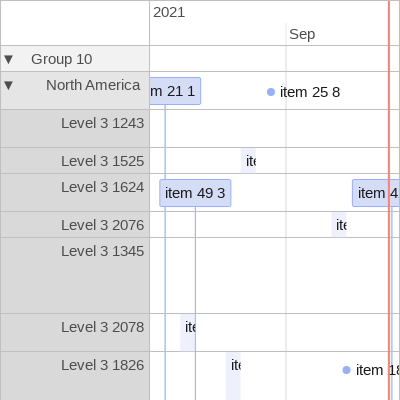 2021
Sep
▼ Group 10
▼ North America
m 21 1
item 25 8
Level 3 1243
Level 3 1525
ite
Level 3 1624
item 49 3
item 4
Level 3 2076
ite
Level 3 1345
Level 3 2078
ite
Level 3 1826
ite
item 18